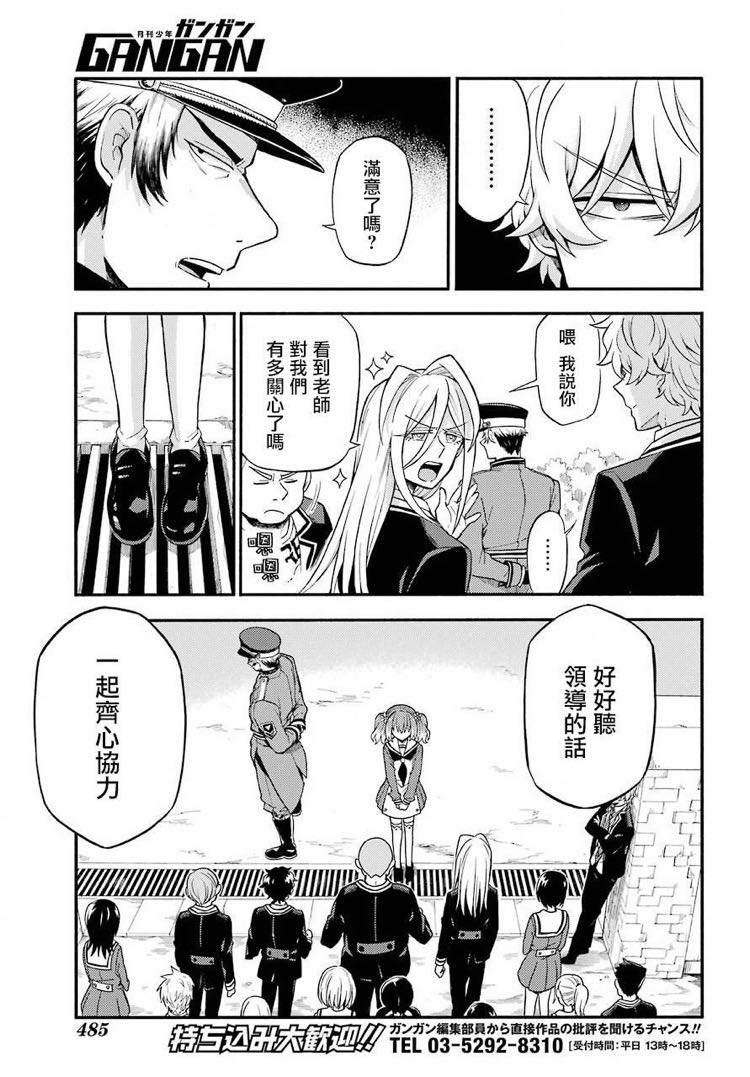 月刊少年
ガンガン
GANGAN
………
滿意了嗎？
喂 我説你
……
看到老師
對我們
有多關心了嗎
嗯
嗯
好好聽
領導的話
一起齊心協力
485
持ち込み大歓迎!!
ガンガン編集部員から直接作品の批評を聞けるチャンス!!
TEL 03-5292-8310 [受付時間:平日 13時～18時]